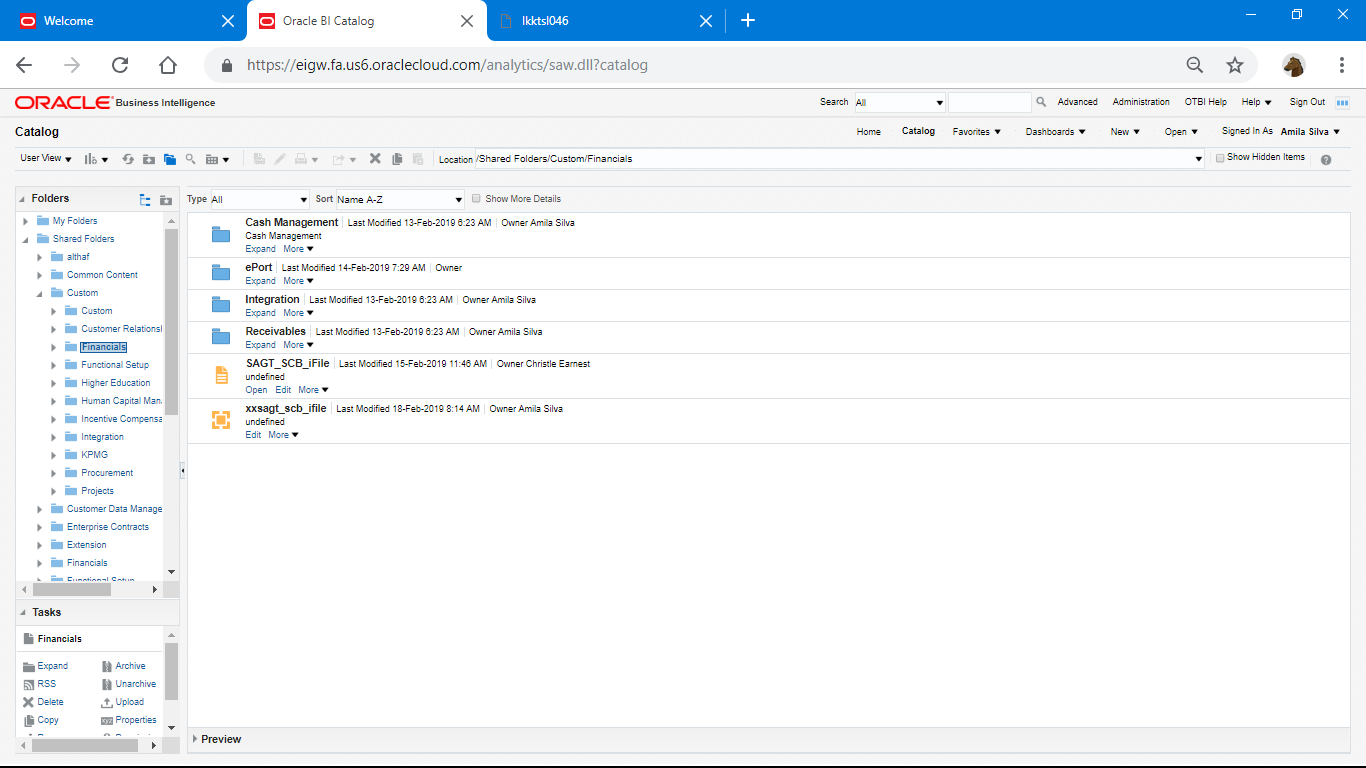 Welcome
Oracle BI Catalog
lkktsl046
https://eigw.fa.us6.oraclecloud.com/analytics/saw.dll?catalog
ORACLE Business Intelligence
Search All Advanced Administration OTBI Help Help Sign Out
Catalog
Home Catalog Favorites Dashboards New Open Signed In As Amila Silva
User View
Location /Shared Folders/Custom/Financials
Show Hidden Items
Folders
My Folders
Shared Folders
althaf
Common Content
Custom
Custom
Customer Relationsl
Financials
Functional Setup
Higher Education
Human Capital Man
Incentive Compensa
Integration
KPMG
Procurement
Projects
Customer Data Manage
Enterprise Contracts
Extension
Financials
Functional Setup
Tasks
Financials
Expand Archive
RSS Unarchive
Delete Upload
Copy Properties
Type All Sort Name A-Z Show More Details
Cash Management Last Modified 13-Feb-2019 6:23 AM Owner Amila Silva
Cash Management
Expand More
ePort Last Modified 14-Feb-2019 7:29 AM Owner
Expand More
Integration Last Modified 13-Feb-2019 6:23 AM Owner Amila Silva
Expand More
Receivables Last Modified 13-Feb-2019 6:23 AM Owner Amila Silva
Expand More
SAGT_SCB_iFile Last Modified 15-Feb-2019 11:46 AM Owner Christle Earnest
undefined
Open Edit More
xxsagt_scb_ifile Last Modified 18-Feb-2019 8:14 AM Owner Amila Silva
undefined
Edit More
Preview